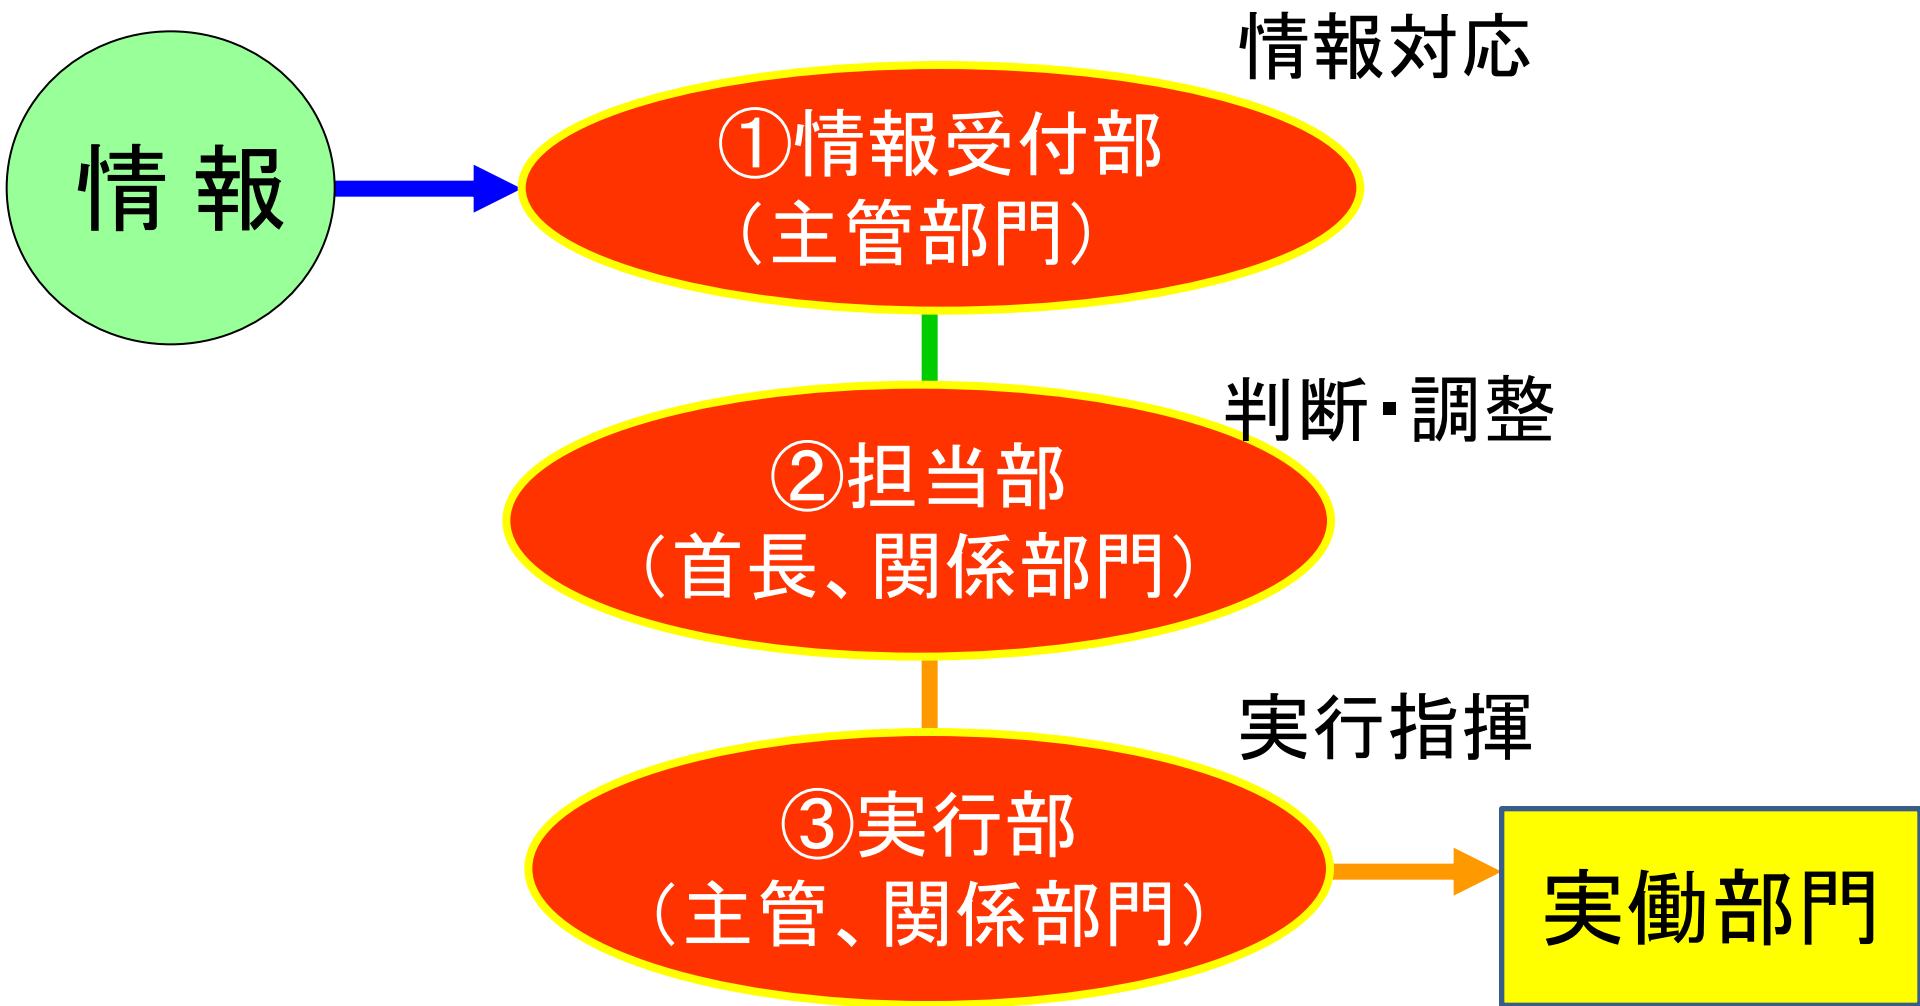 情報対応
情 報
①情報受付部
（主管部門）
判断・調整
②担当部
（首長、関係部門）
実行指揮
③実行部
（主管、関係部門）
実働部門